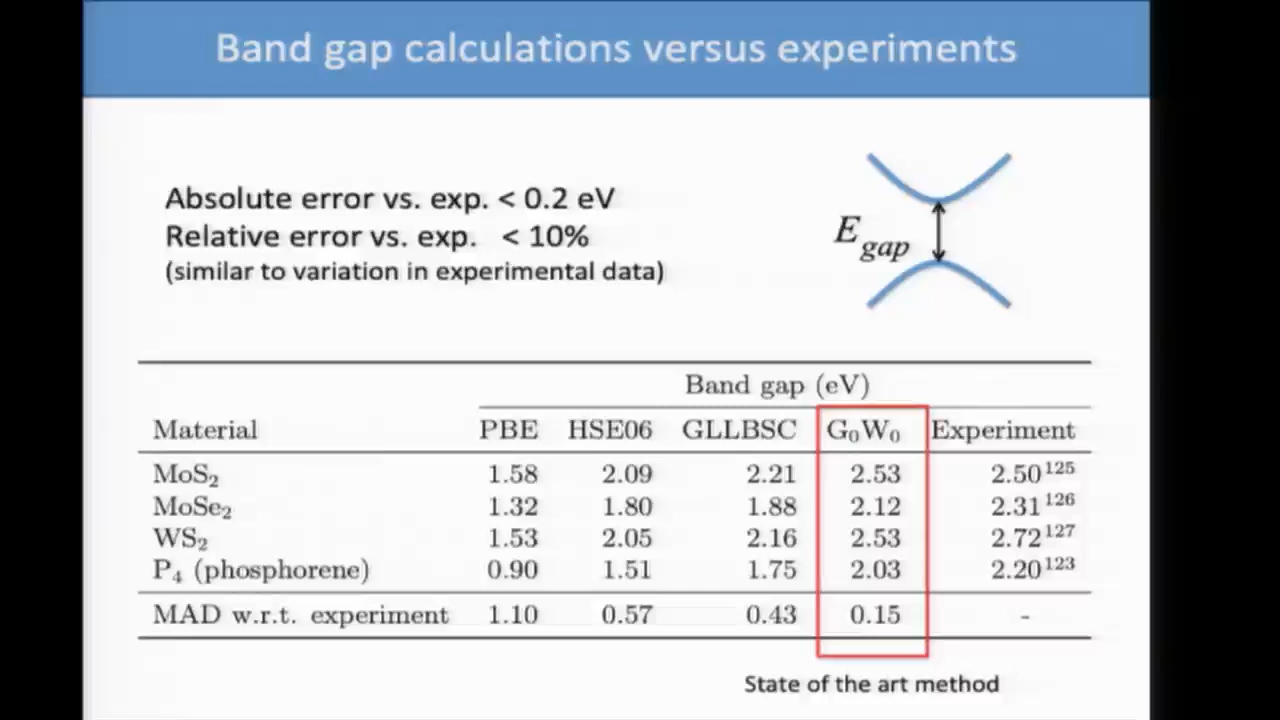 Band gap calculations versus experiments
Absolute error vs. exp. < 0.2 eV
Relative error vs. exp. < 10%
(similar to variation in experimental data)
E gap
Band gap (eV)
Material PBE HSE06 GLLBSC G₀W₀ Experiment
MoS₂ 1.58 2.09 2.21 2.53 2.50¹²⁵
MoSe₂ 1.32 1.80 1.88 2.12 2.31¹²⁶
WS₂ 1.53 2.05 2.16 2.53 2.72¹²⁷
P₄ (phosphorene) 0.90 1.51 1.75 2.03 2.20¹²³
MAD w.r.t. experiment 1.10 0.57 0.43 0.15 -
State of the art method